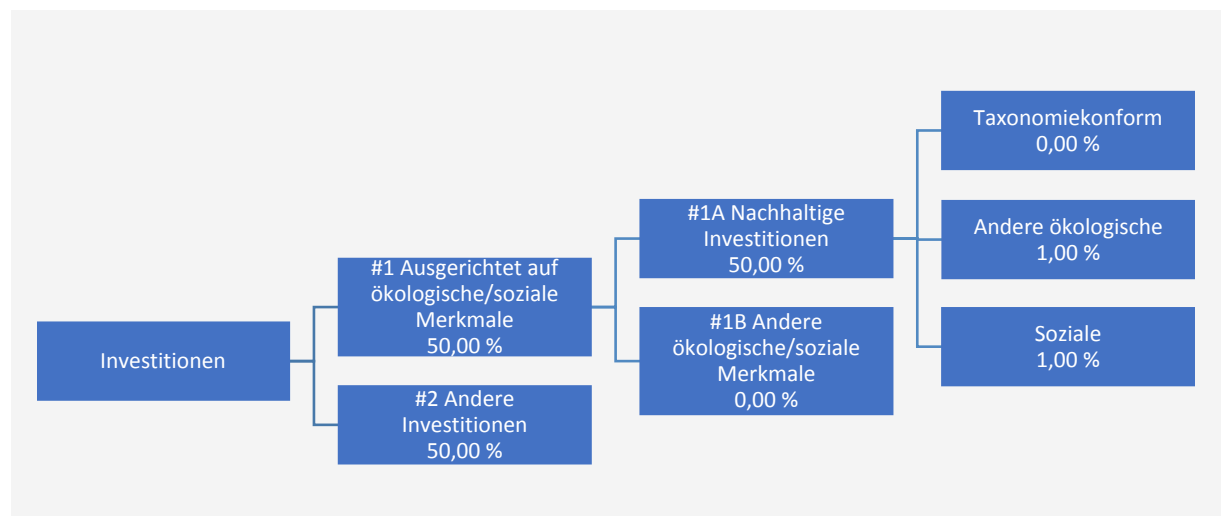 Investitionen
#1 Ausgerichtet auf
ökologische/soziale
Merkmale
50,00 %
#2 Andere
Investitionen
50,00 %
#1A Nachhaltige
Investitionen
50,00 %
#1B Andere
ökologische/soziale
Merkmale
0,00 %
Taxonomiekonform
0,00 %
Andere ökologische
1,00 %
Soziale
1,00 %